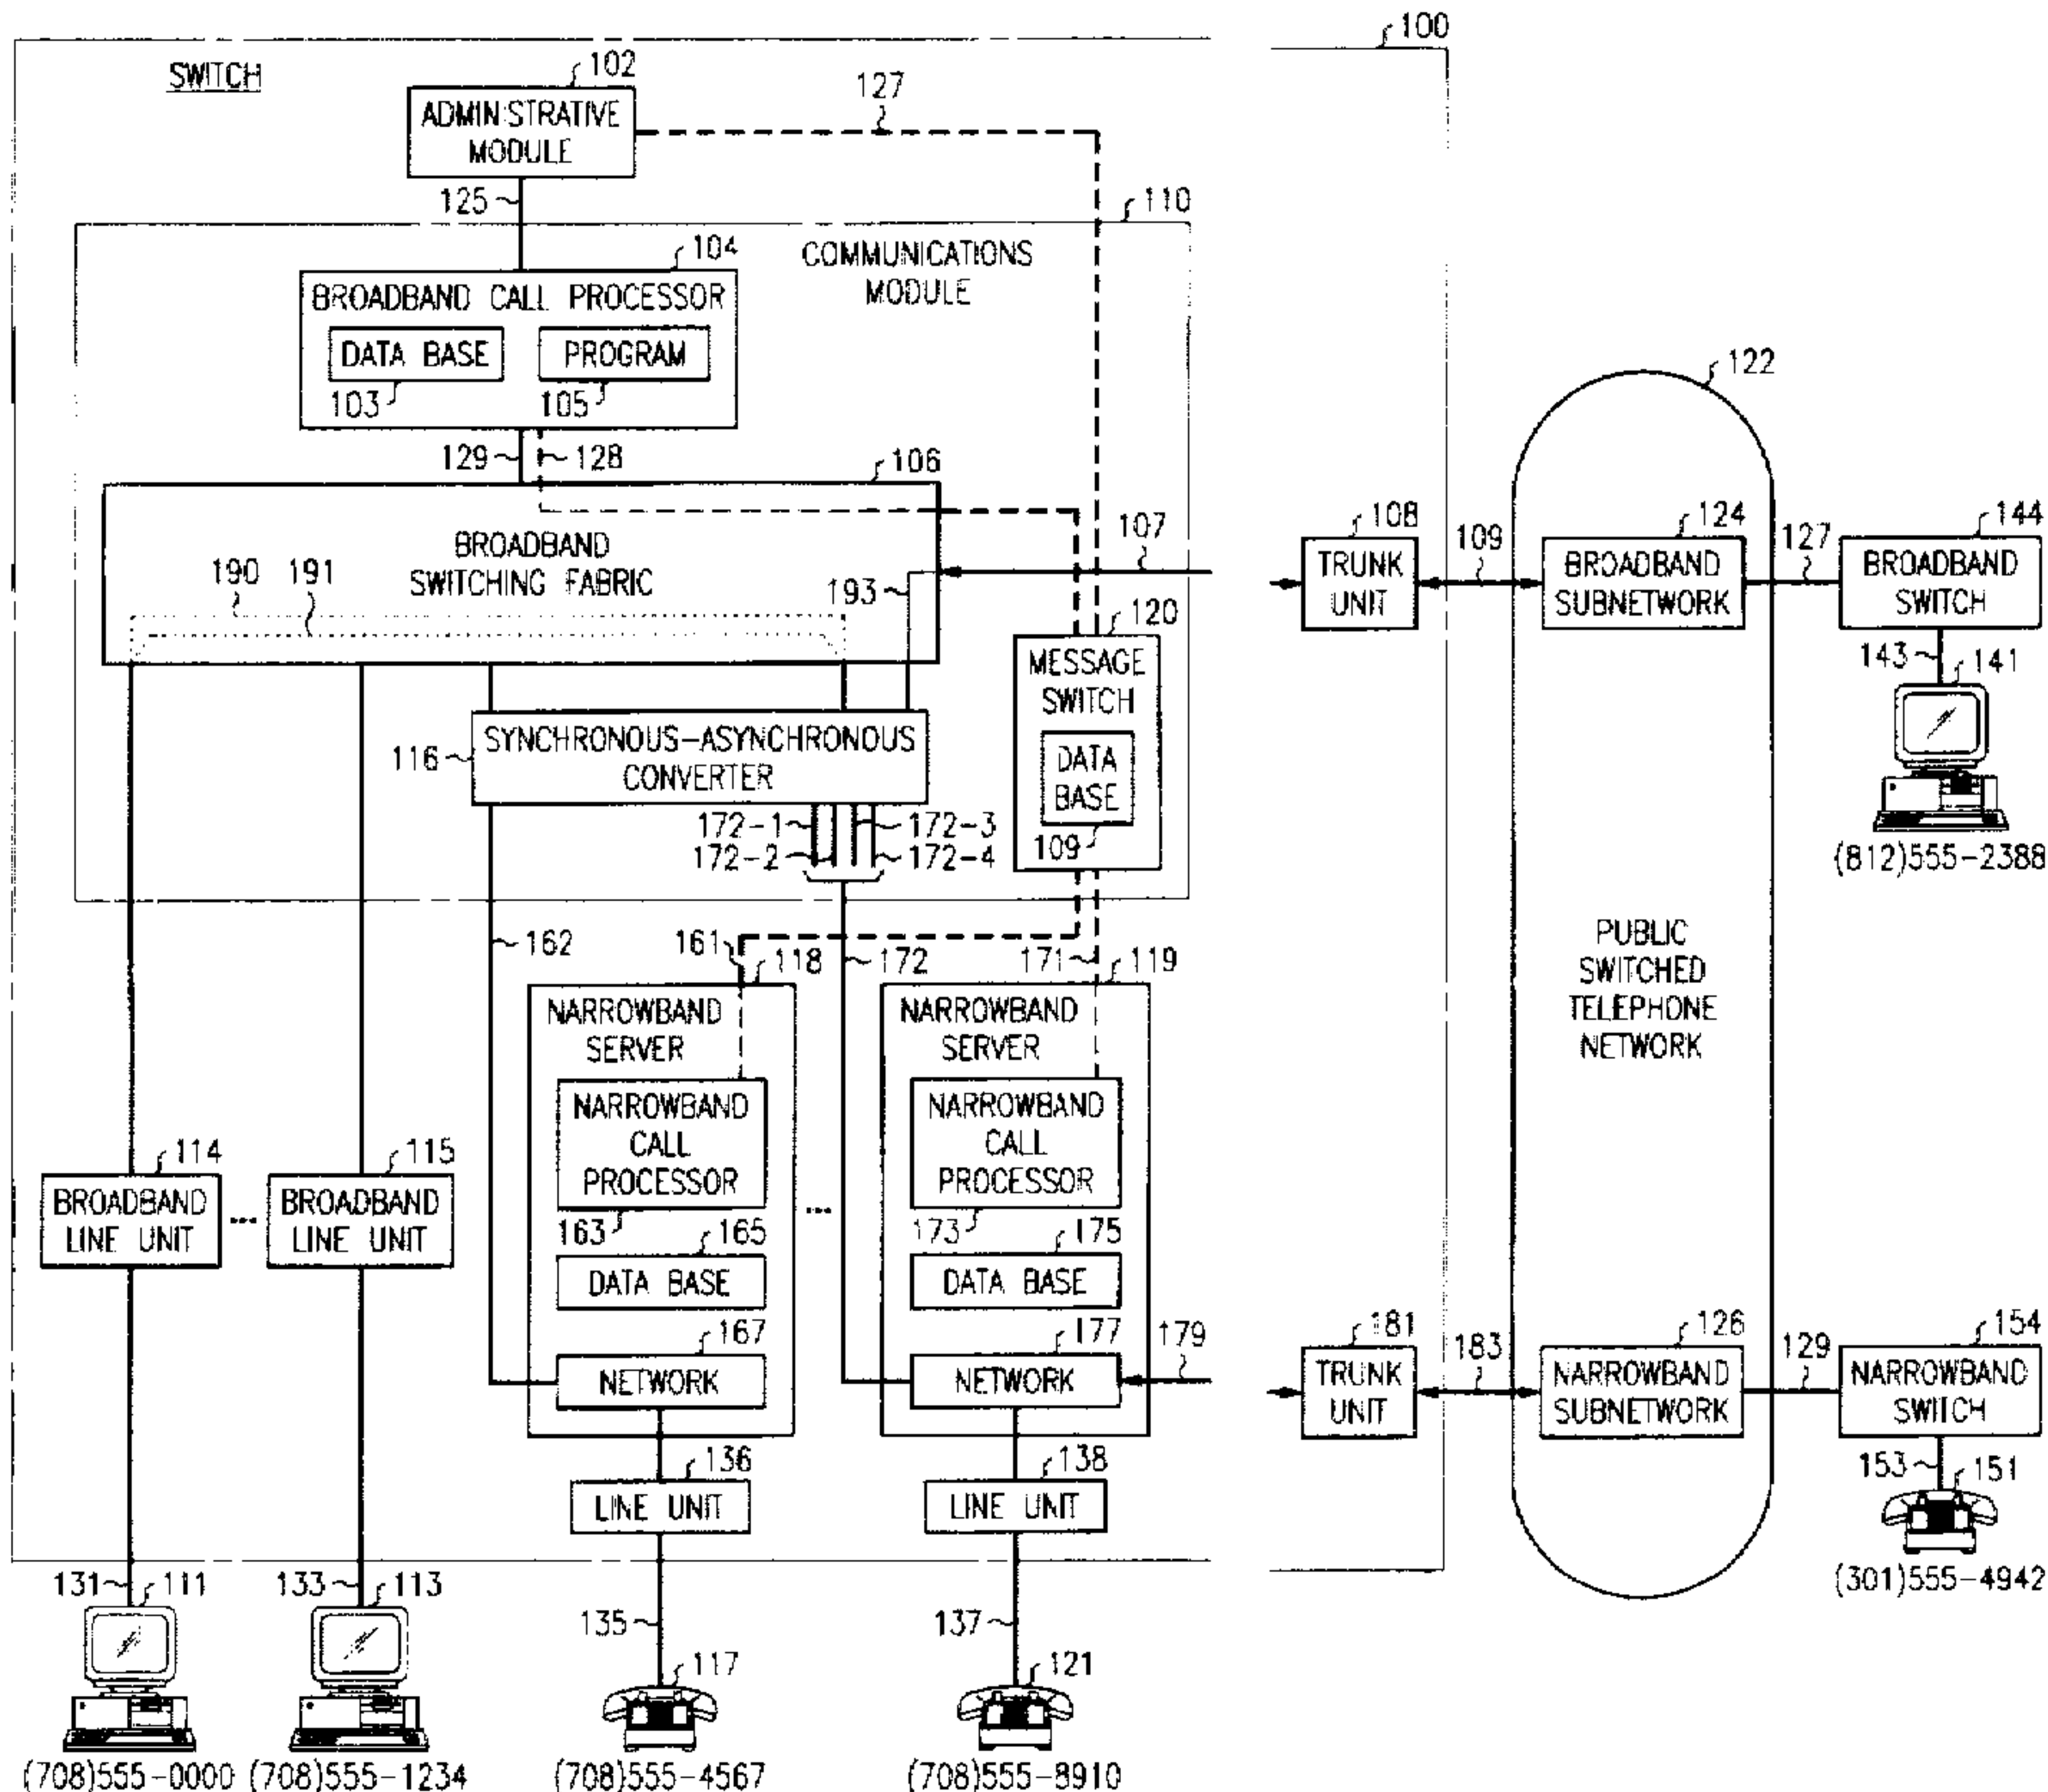 100
SWITCH
102
ADMINISTRATIVE
MODULE
127
125
110
COMMUNICATIONS
MODULE
104
BROADBAND CALL PROCESSOR
DATA BASE
PROGRAM
103
105
129
128
106
BROADBAND
SWITCHING FABRIC
190
191
193
107
120
MESSAGE
SWITCH
DATA
BASE
109
116
SYNCHRONOUS-ASYNCHRONOUS
CONVERTER
172-1
172-3
172-2
172-4
162
161
118
172
171
119
NARROWBAND
SERVER
NARROWBAND
CALL
PROCESSOR
163
165
DATA BASE
167
NETWORK
NARROWBAND
SERVER
NARROWBAND
CALL
PROCESSOR
173
175
DATA BASE
177
NETWORK
179
114
BROADBAND
LINE UNIT
...
115
BROADBAND
LINE UNIT
...
136
LINE UNIT
138
LINE UNIT
131
111
133
113
135
117
137
121
(708)555-0000
(708)555-1234
(708)555-4567
(708)555-8910
108
TRUNK
UNIT
109
122
124
BROADBAND
SUBNETWORK
127
144
BROADBAND
SWITCH
143
141
(812)555-2388
PUBLIC
SWITCHED
TELEPHONE
NETWORK
181
TRUNK
UNIT
183
126
NARROWBAND
SUBNETWORK
129
154
NARROWBAND
SWITCH
153
151
(301)555-4942